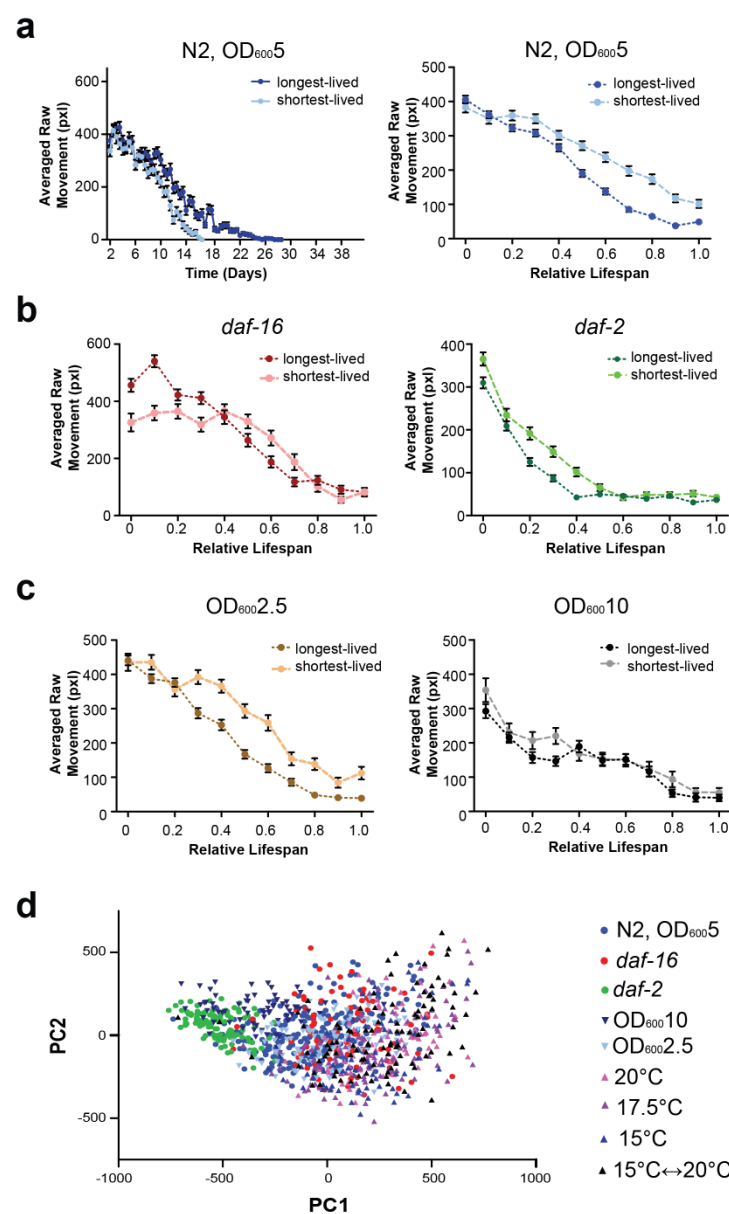 a
N2, OD₆₀₀5
longest-lived
shortest-lived
Averaged Raw
Movement (pxl)
600
400
200
0
2 6 10 14 18 22 26 30 34 38
Time (Days)
N2, OD₆₀₀5
longest-lived
shortest-lived
Averaged Raw
Movement (pxl)
400
300
200
100
0
0 0.2 0.4 0.6 0.8 1.0
Relative Lifespan
b
daf-16
longest-lived
shortest-lived
Averaged Raw
Movement (pxl)
600
400
200
0
0 0.2 0.4 0.6 0.8 1.0
Relative Lifespan
daf-2
longest-lived
shortest-lived
Averaged Raw
Movement (pxl)
400
300
200
100
0
0 0.2 0.4 0.6 0.8 1.0
Relative Lifespan
c
OD₆₀₀2.5
longest-lived
shortest-lived
Averaged Raw
Movement (pxl)
500
400
300
200
100
0
0 0.2 0.4 0.6 0.8 1.0
Relative Lifespan
OD₆₀₀10
longest-lived
shortest-lived
Averaged Raw
Movement (pxl)
500
400
300
200
100
0
0 0.2 0.4 0.6 0.8 1.0
Relative Lifespan
d
PC2
500
0
-500
-1000 -500 0 500 1000
PC1
N2, OD₆₀₀5
daf-16
daf-2
OD₆₀₀10
OD₆₀₀2.5
20°C
17.5°C
15°C
15°C↔20°C